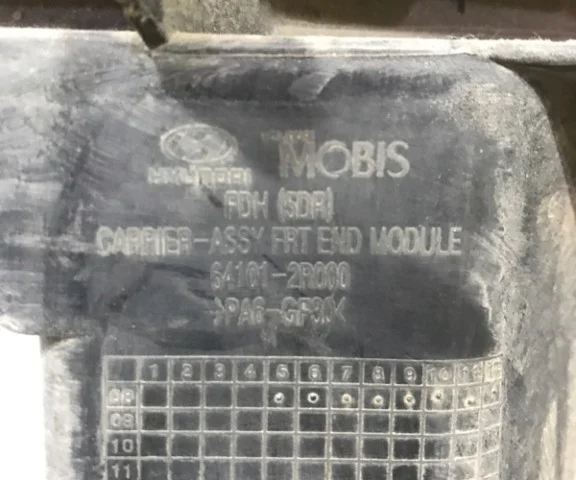 HYUNDAI MOBIS
FDH (5DR)
CARRIER-ASSY FRT END MODULE
64101-2R000
>PA6-GF30<
1 2 3 4 5 6 7 8 9 10 11
08
09
10
11